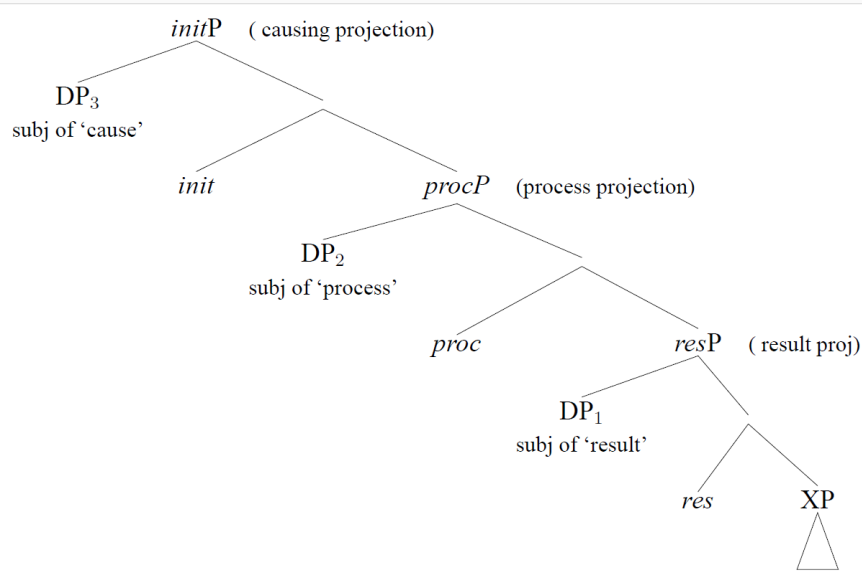 initP ( causing projection)
DP₃
subj of ‘cause’
init
procP (process projection)
DP₂
subj of ‘process’
proc
resP ( result proj)
DP₁
subj of ‘result’
res
XP